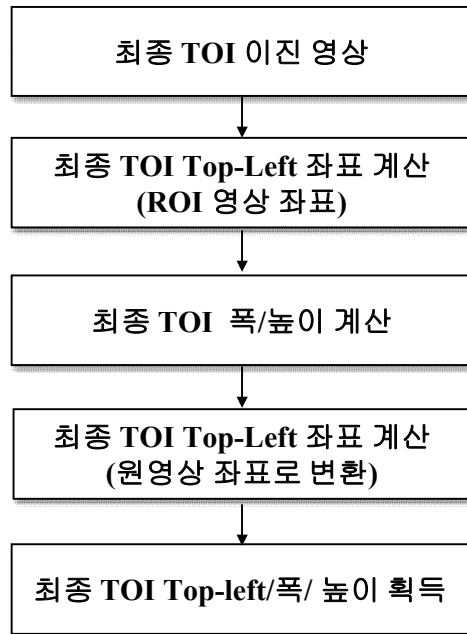 최종 TOI 이진 영상
최종 TOI Top-Left 좌표 계산
(ROI 영상 좌표)
최종 TOI 폭/높이 계산
최종 TOI Top-Left 좌표 계산
(원영상 좌표로 변환)
최종 TOI Top-left/폭/ 높이 획득